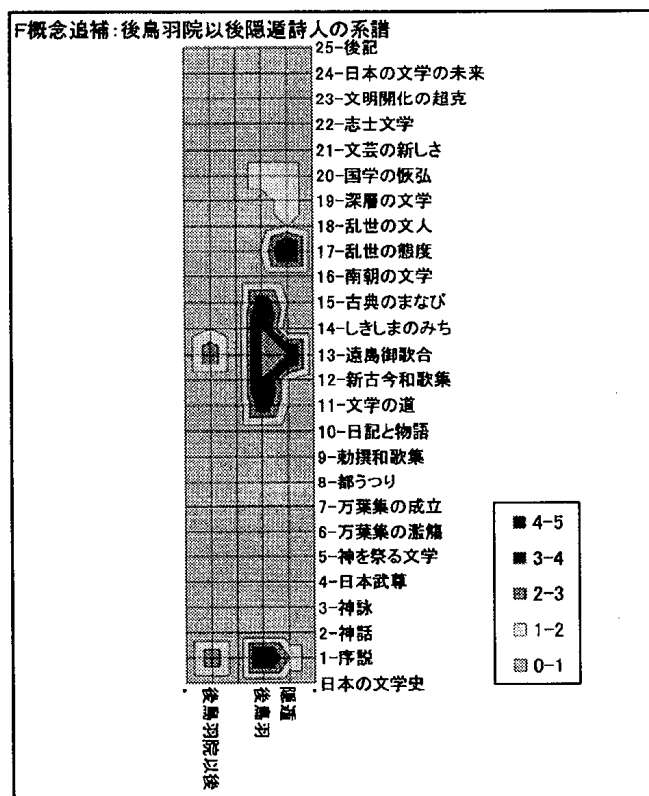 F概念追補:後鳥羽院以後隠遁詩人の系譜
25-後記
24-日本の文学の未来
23-文明開化の超克
22-志士文学
21-文芸の新しさ
20-国学の恢弘
19-深層の文学
18-乱世の文人
17-乱世の態度
16-南朝の文学
15-古典のまなび
14-しきしまのみち
13-遠島御歌合
12-新古今和歌集
11-文学の道
10-日記と物語
9-勅撰和歌集
8-都うつり
7-万葉集の成立
6-万葉集の濫觴
5-神を祭る文学
4-日本武尊
3-神詠
2-神話
1-序説
日本の文学史
後鳥羽院以後
後鳥羽
隠遁
4-5
3-4
2-3
1-2
0-1